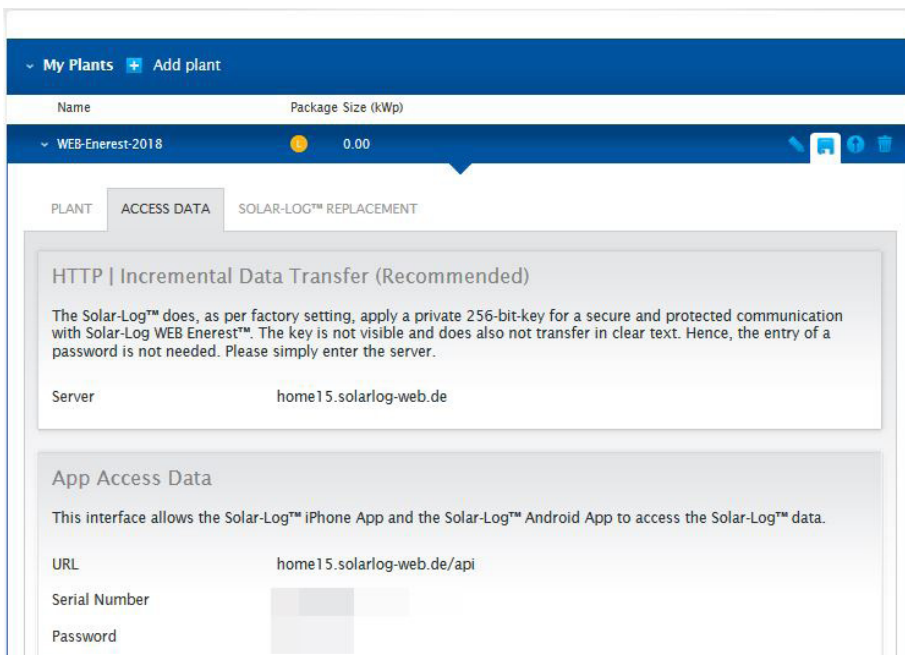 My Plants + Add plant
Name Package Size (kWp)
WEB-Enerest-2018 L 0.00
PLANT ACCESS DATA SOLAR-LOG™ REPLACEMENT
HTTP | Incremental Data Transfer (Recommended)
The Solar-Log™ does, as per factory setting, apply a private 256-bit-key for a secure and protected communication
with Solar-Log WEB Enerest™. The key is not visible and does also not transfer in clear text. Hence, the entry of a
password is not needed. Please simply enter the server.
Server home15.solarlog-web.de
App Access Data
This interface allows the Solar-Log™ iPhone App and the Solar-Log™ Android App to access the Solar-Log™ data.
URL home15.solarlog-web.de/api
Serial Number
Password